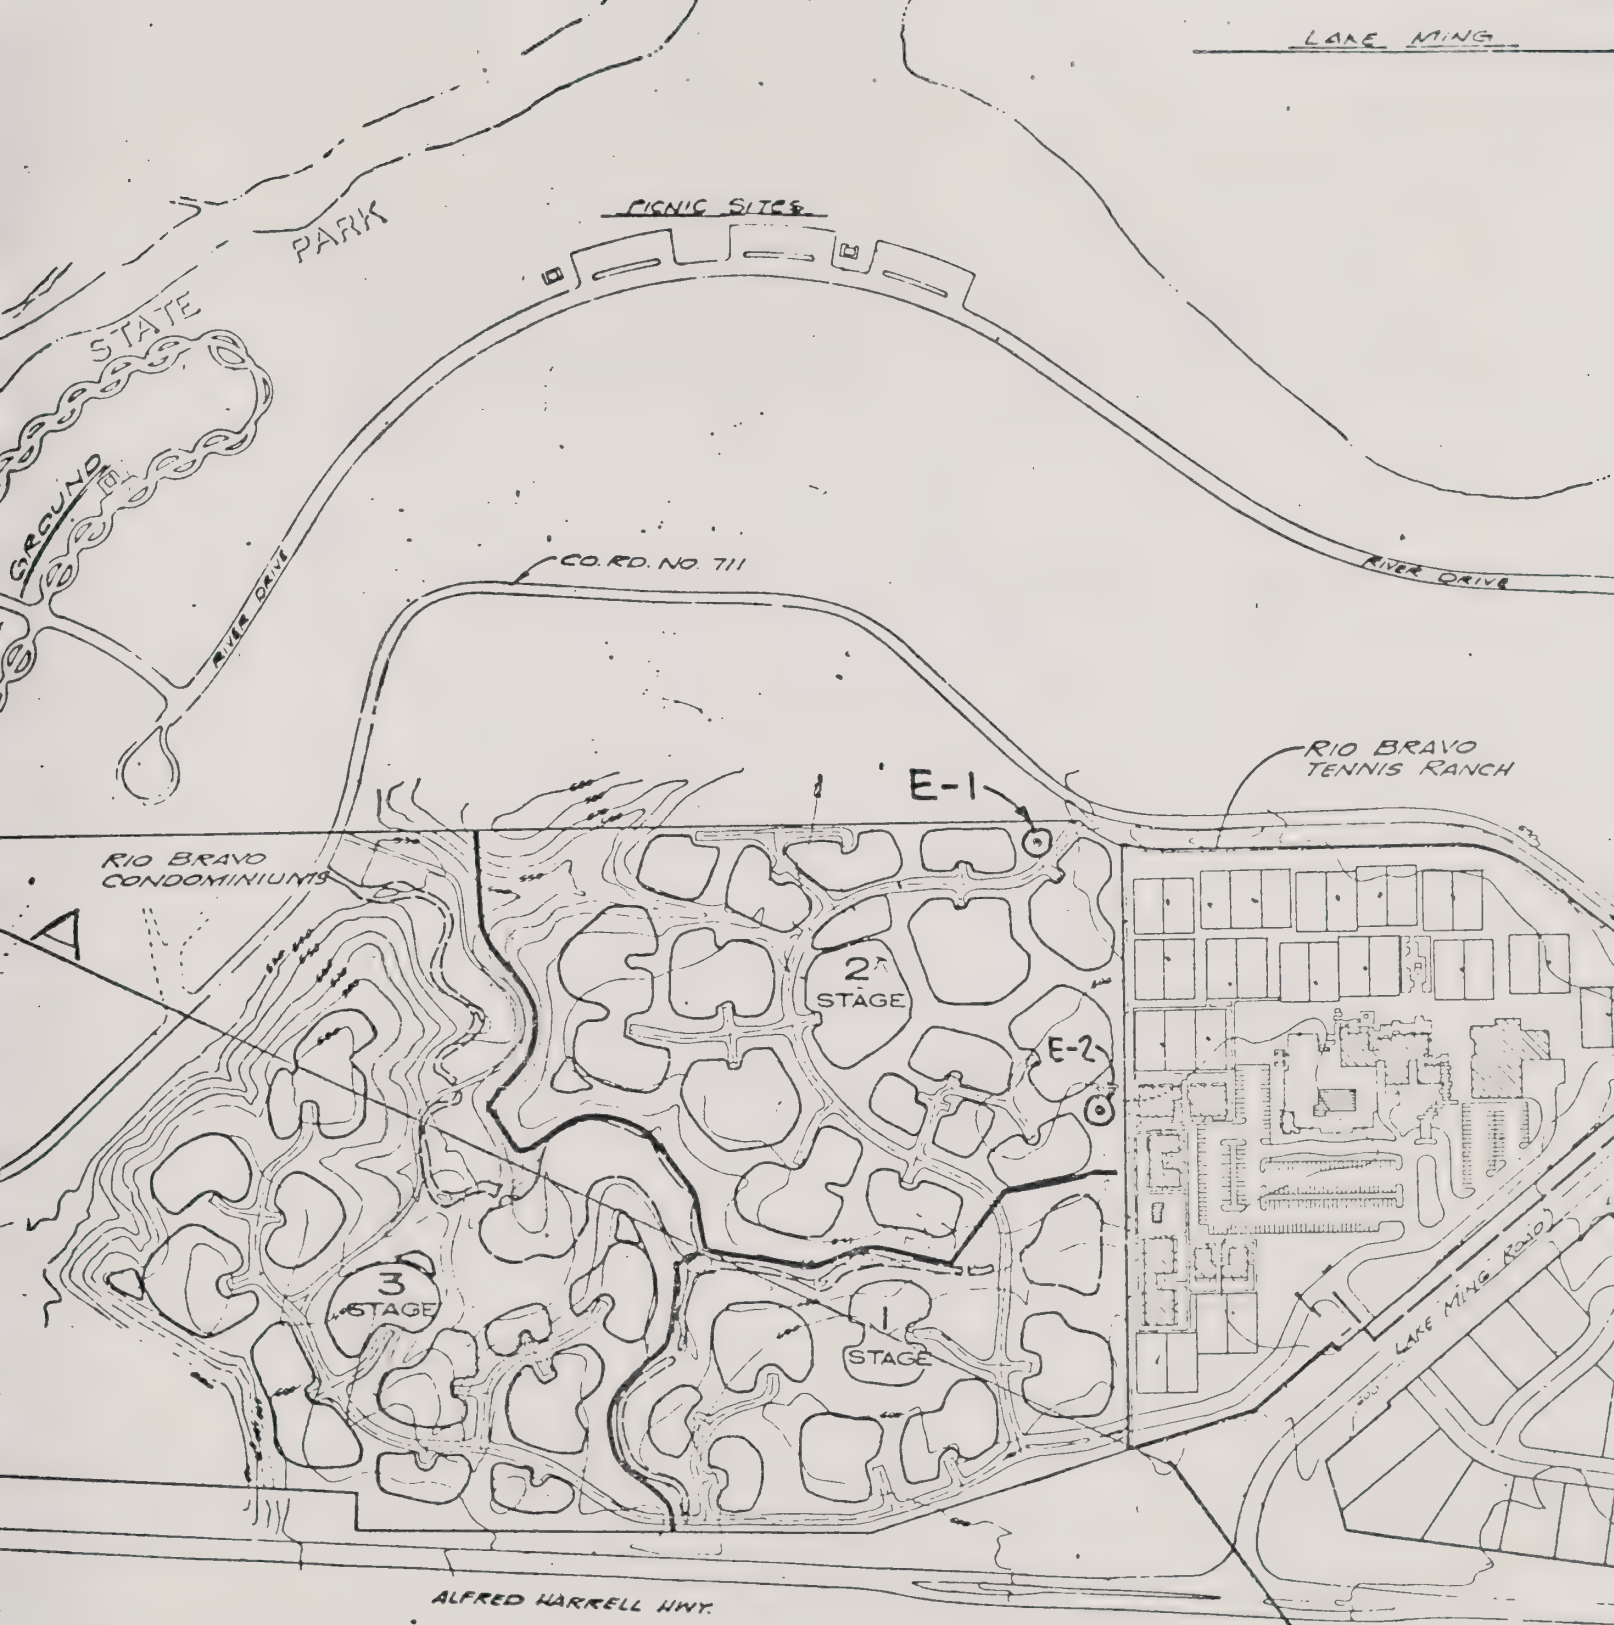 LAKE MING
PICNIC SITES
PARK
STATE
GROUND
RIVER DRIVE
CO. RD. NO. 711
RIVER DRIVE
RIO BRAVO
TENNIS RANCH
E-1
RIO BRAVO
CONDOMINIUMS
A
2
STAGE
E-2
3
STAGE
1
STAGE
LAKE MING ROAD
ALFRED HARRELL HWY.